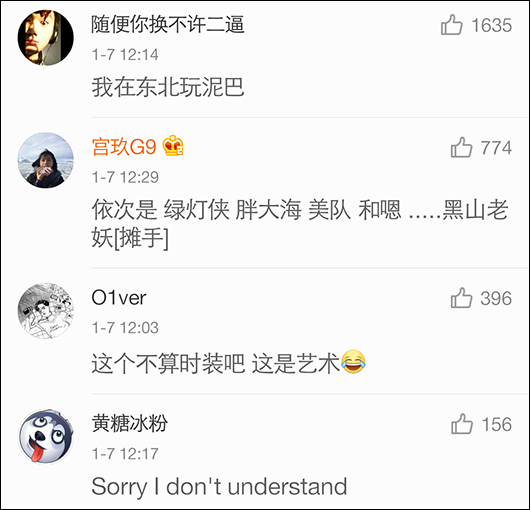 随便你换不许二逼
1635
1-7 12:14
我在东北玩泥巴
宫玖G9
774
1-7 12:29
依次是 绿灯侠 胖大海 美队 和嗯 .....黑山老
妖[摊手]
O1ver
396
1-7 12:03
这个不算时装吧 这是艺术😂
黄糖冰粉
156
1-7 12:17
Sorry I don't understand